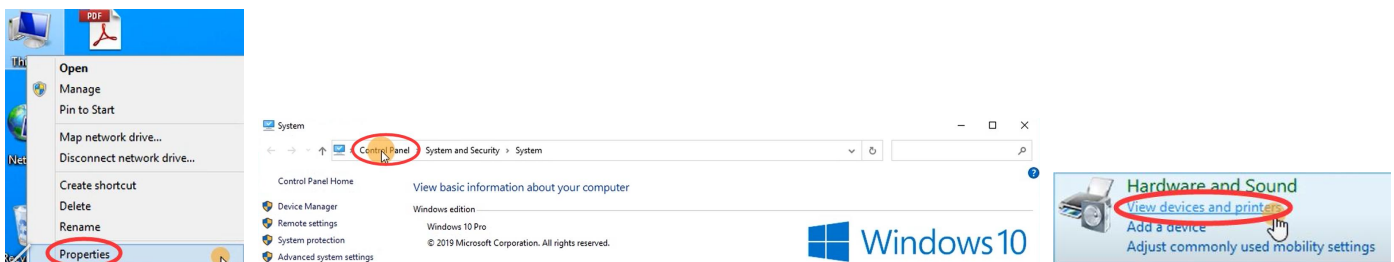 PDF
Open
Manage
Pin to Start
Map network drive...
Disconnect network drive...
Net
Create shortcut
Delete
Rename
Properties
System
Control Panel > System and Security > System
Control Panel Home
View basic information about your computer
Device Manager
Windows edition
Remote settings
Windows 10 Pro
System protection
© 2019 Microsoft Corporation. All rights reserved.
Advanced system settings
Windows 10
Hardware and Sound
View devices and printers
Add a device
Adjust commonly used mobility settings